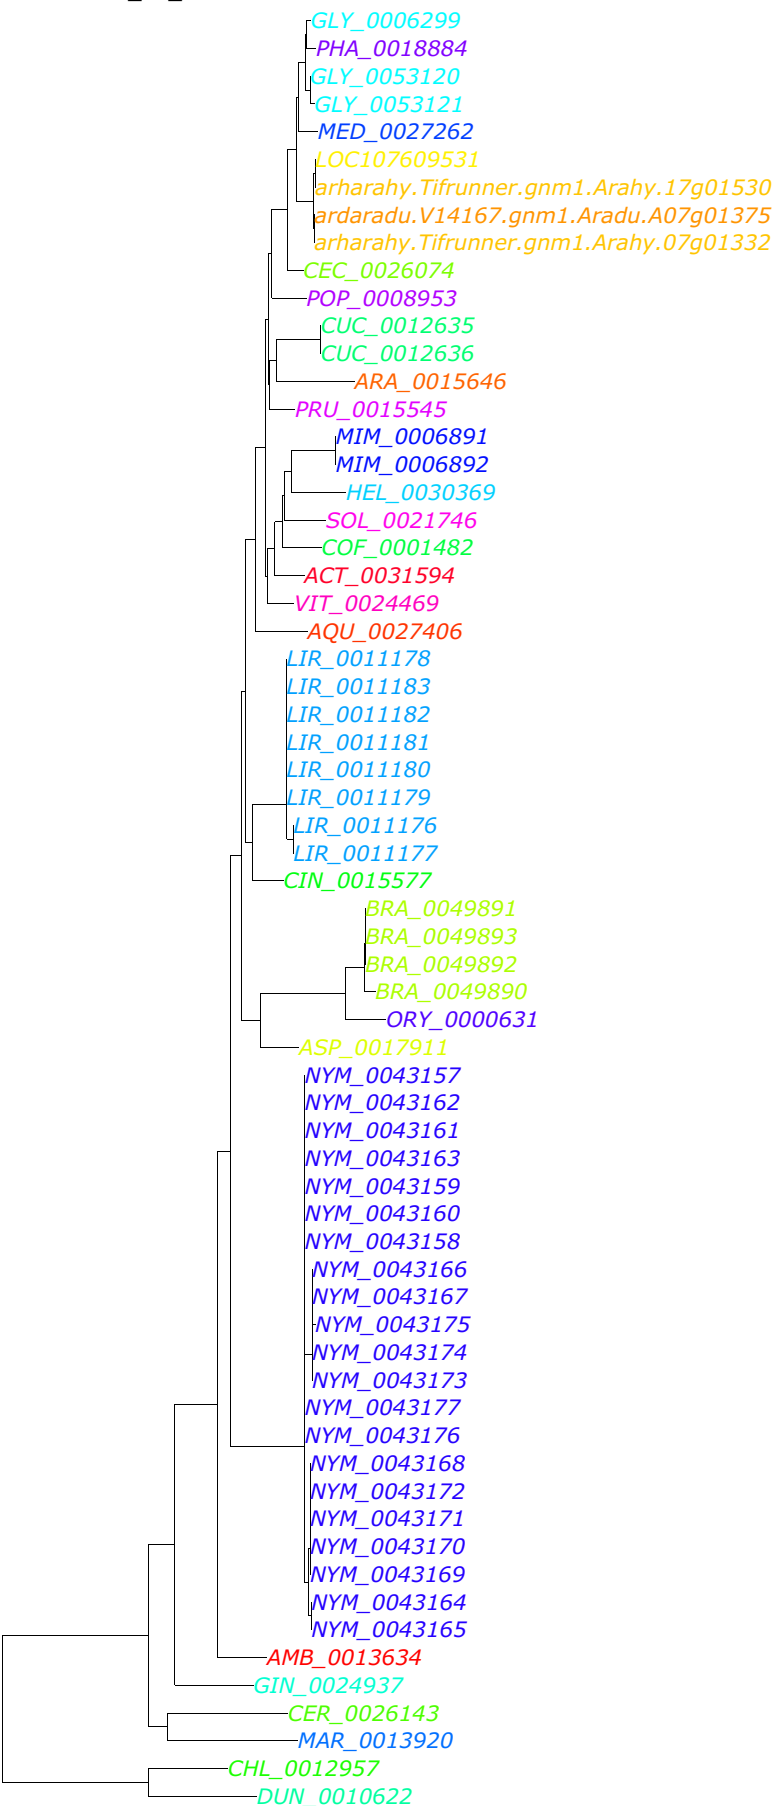 GLY_0006299
PHA_0018884
GLY_0053120
GLY_0053121
MED_0027262
LOC107609531
arharahy.Tifrunner.gnm1.Arahy.17g01530
ardaradu.V14167.gnm1.Aradu.A07g01375
arharahy.Tifrunner.gnm1.Arahy.07g01332
CEC_0026074
POP_0008953
CUC_0012635
CUC_0012636
ARA_0015646
PRU_0015545
MIM_0006891
MIM_0006892
HEL_0030369
SOL_0021746
COF_0001482
ACT_0031594
VIT_0024469
AQU_0027406
LIR_0011178
LIR_0011183
LIR_0011182
LIR_0011181
LIR_0011180
LIR_0011179
LIR_0011176
LIR_0011177
CIN_0015577
BRA_0049891
BRA_0049893
BRA_0049892
BRA_0049890
ORY_0000631
ASP_0017911
NYM_0043157
NYM_0043162
NYM_0043161
NYM_0043163
NYM_0043159
NYM_0043160
NYM_0043158
NYM_0043166
NYM_0043167
NYM_0043175
NYM_0043174
NYM_0043173
NYM_0043177
NYM_0043176
NYM_0043168
NYM_0043172
NYM_0043171
NYM_0043170
NYM_0043169
NYM_0043164
NYM_0043165
AMB_0013634
GIN_0024937
CER_0026143
MAR_0013920
CHL_0012957
DUN_0010622